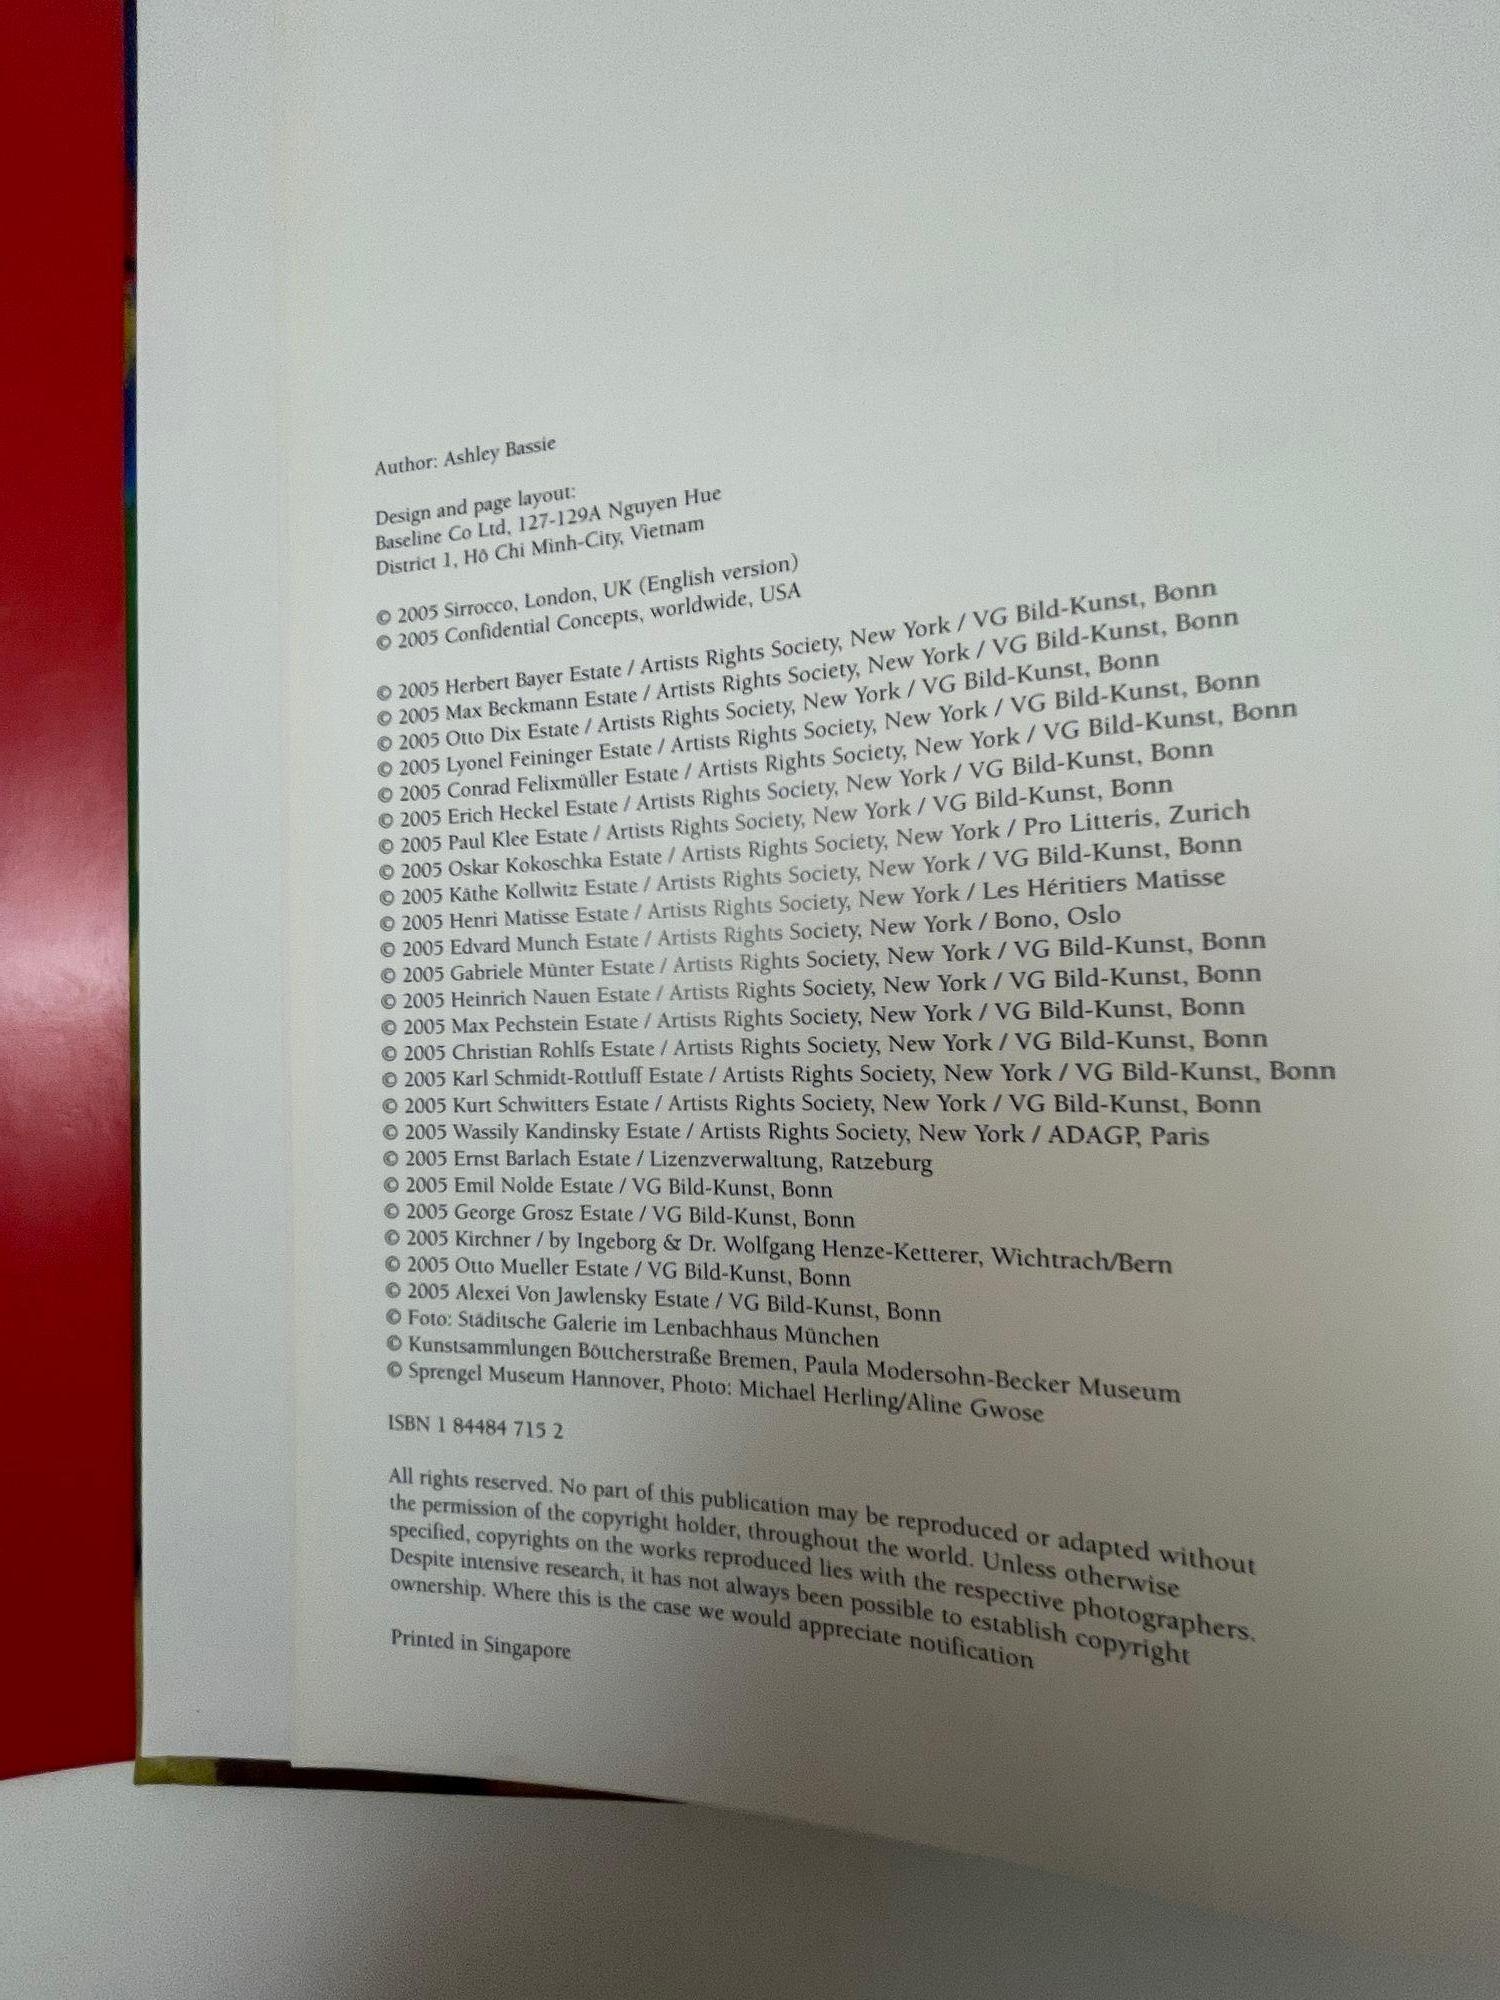 Author: Ashley Bassie
Design and page layout:
Baseline Co Ltd, 127-129A Nguyen Hue
District 1, Hô Chi Minh-City, Vietnam
© 2005 Sirrocco, London, UK (English version)
© 2005 Confidential Concepts, worldwide, USA
© 2005 Herbert Bayer Estate / Artists Rights Society, New York / VG Bild-Kunst, Bonn
© 2005 Max Beckmann Estate / Artists Rights Society, New York / VG Bild-Kunst, Bonn
© 2005 Otto Dix Estate / Artists Rights Society, New York / VG Bild-Kunst, Bonn
© 2005 Lyonel Feininger Estate / Artists Rights Society, New York / VG Bild-Kunst, Bonn
© 2005 Conrad Felixmüller Estate / Artists Rights Society, New York / VG Bild-Kunst, Bonn
© 2005 Erich Heckel Estate / Artists Rights Society, New York / VG Bild-Kunst, Bonn
© 2005 Paul Klee Estate / Artists Rights Society, New York / VG Bild-Kunst, Bonn
© 2005 Oskar Kokoschka Estate / Artists Rights Society, New York / Pro Litteris, Zurich
© 2005 Käthe Kollwitz Estate / Artists Rights Society, New York / VG Bild-Kunst, Bonn
© 2005 Henri Matisse Estate / Artists Rights Society, New York / Les Héritiers Matisse
© 2005 Edvard Munch Estate / Artists Rights Society, New York / Bono, Oslo
© 2005 Gabriele Münter Estate / Artists Rights Society, New York / VG Bild-Kunst, Bonn
© 2005 Heinrich Nauen Estate / Artists Rights Society, New York / VG Bild-Kunst, Bonn
© 2005 Max Pechstein Estate / Artists Rights Society, New York / VG Bild-Kunst, Bonn
© 2005 Christian Rohlfs Estate / Artists Rights Society, New York / VG Bild-Kunst, Bonn
© 2005 Karl Schmidt-Rottluff Estate / Artists Rights Society, New York / VG Bild-Kunst, Bonn
© 2005 Kurt Schwitters Estate / Artists Rights Society, New York / VG Bild-Kunst, Bonn
© 2005 Wassily Kandinsky Estate / Artists Rights Society, New York / ADAGP, Paris
© 2005 Ernst Barlach Estate / Lizenzverwaltung, Ratzeburg
© 2005 Emil Nolde Estate / VG Bild-Kunst, Bonn
© 2005 George Grosz Estate / VG Bild-Kunst, Bonn
© 2005 Kirchner / by Ingeborg & Dr. Wolfgang Henze-Ketterer, Wichtrach/Bern
© 2005 Otto Mueller Estate / VG Bild-Kunst, Bonn
© 2005 Alexei Von Jawlensky Estate / VG Bild-Kunst, Bonn
© Foto: Städitsche Galerie im Lenbachhaus München
© Kunstsammlungen Böttcherstraße Bremen, Paula Modersohn-Becker Museum
© Sprengel Museum Hannover, Photo: Michael Herling/Aline Gwose
ISBN 1 84484 715 2
All rights reserved. No part of this publication may be reproduced or adapted without
the permission of the copyright holder, throughout the world. Unless otherwise
specified, copyrights on the works reproduced lies with the respective photographers.
Despite intensive research, it has not always been possible to establish copyright
ownership. Where this is the case we would appreciate notification
Printed in Singapore